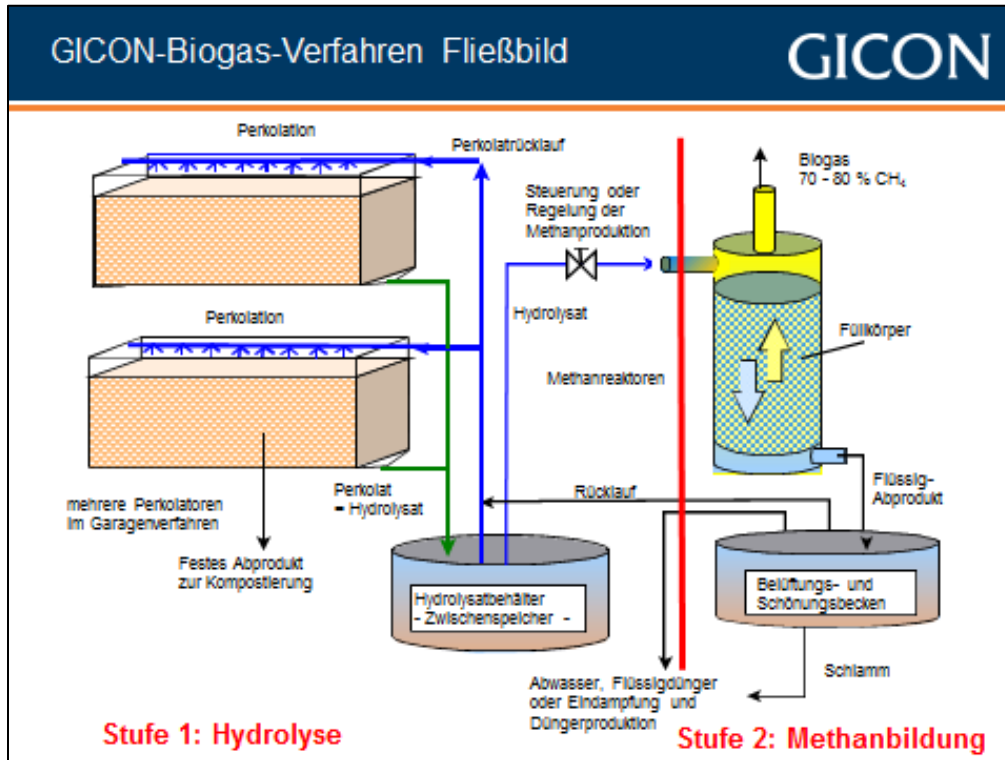 GICON-Biogas-Verfahren Fließbild
GICON
Perkolation
Perkolatrücklauf
Biogas
70 - 80 % CH₄
Steuerung oder
Regelung der
Methanproduktion
Perkolation
Hydrolysat
Füllkörper
Methanreaktoren
mehrere Perkolatoren
im Garagenverfahren
Perkolat
= Hydrolysat
Rücklauf
Flüssig-
Abprodukt
Festes Abprodukt
zur Kompostierung
Hydrolysatbehälter
- Zwischenspeicher -
Belüftungs- und
Schönungsbecken
Schlamm
Abwasser, Flüssigdünger
oder Eindampfung und
Düngerproduktion
Stufe 1: Hydrolyse
Stufe 2: Methanbildung